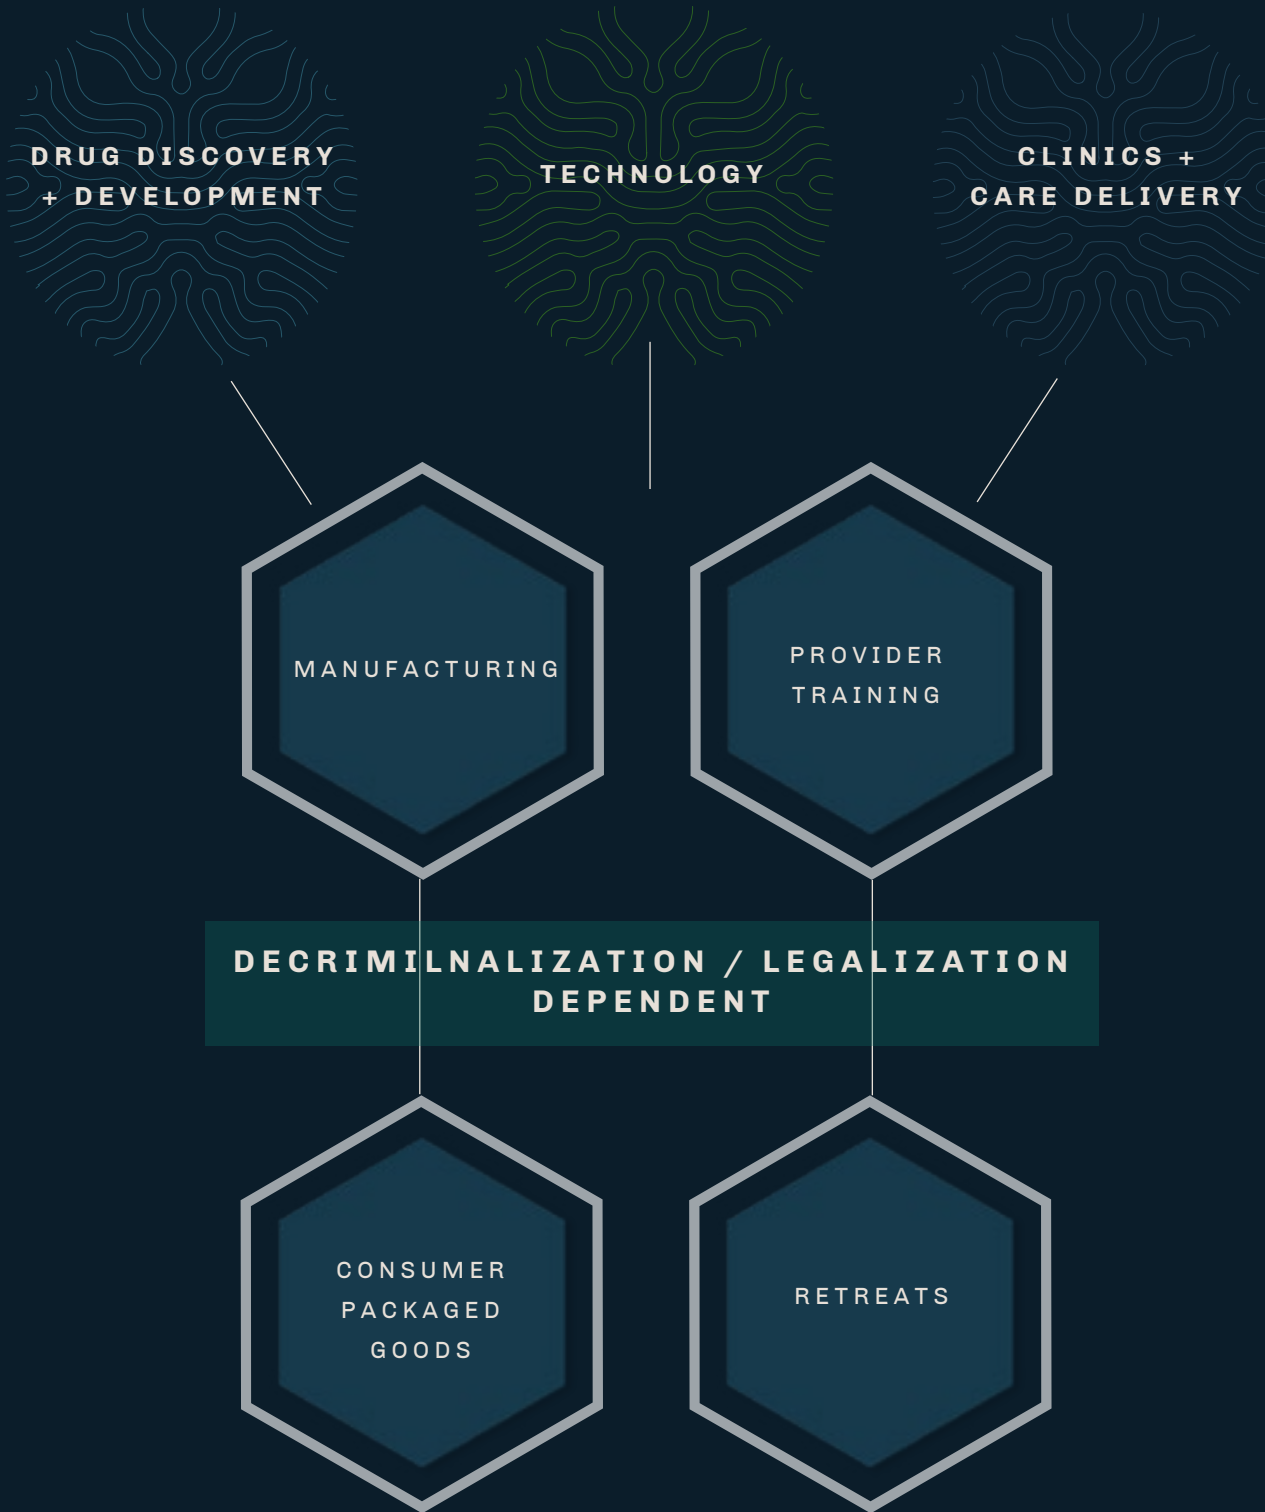 DRUG DISCOVERY
+ DEVELOPMENT
TECHNOLOGY
CLINICS +
CARE DELIVERY
MANUFACTURING
PROVIDER
TRAINING
DECRIMILNALIZATION / LEGALIZATION
DEPENDENT
CONSUMER
PACKAGED
GOODS
RETREATS